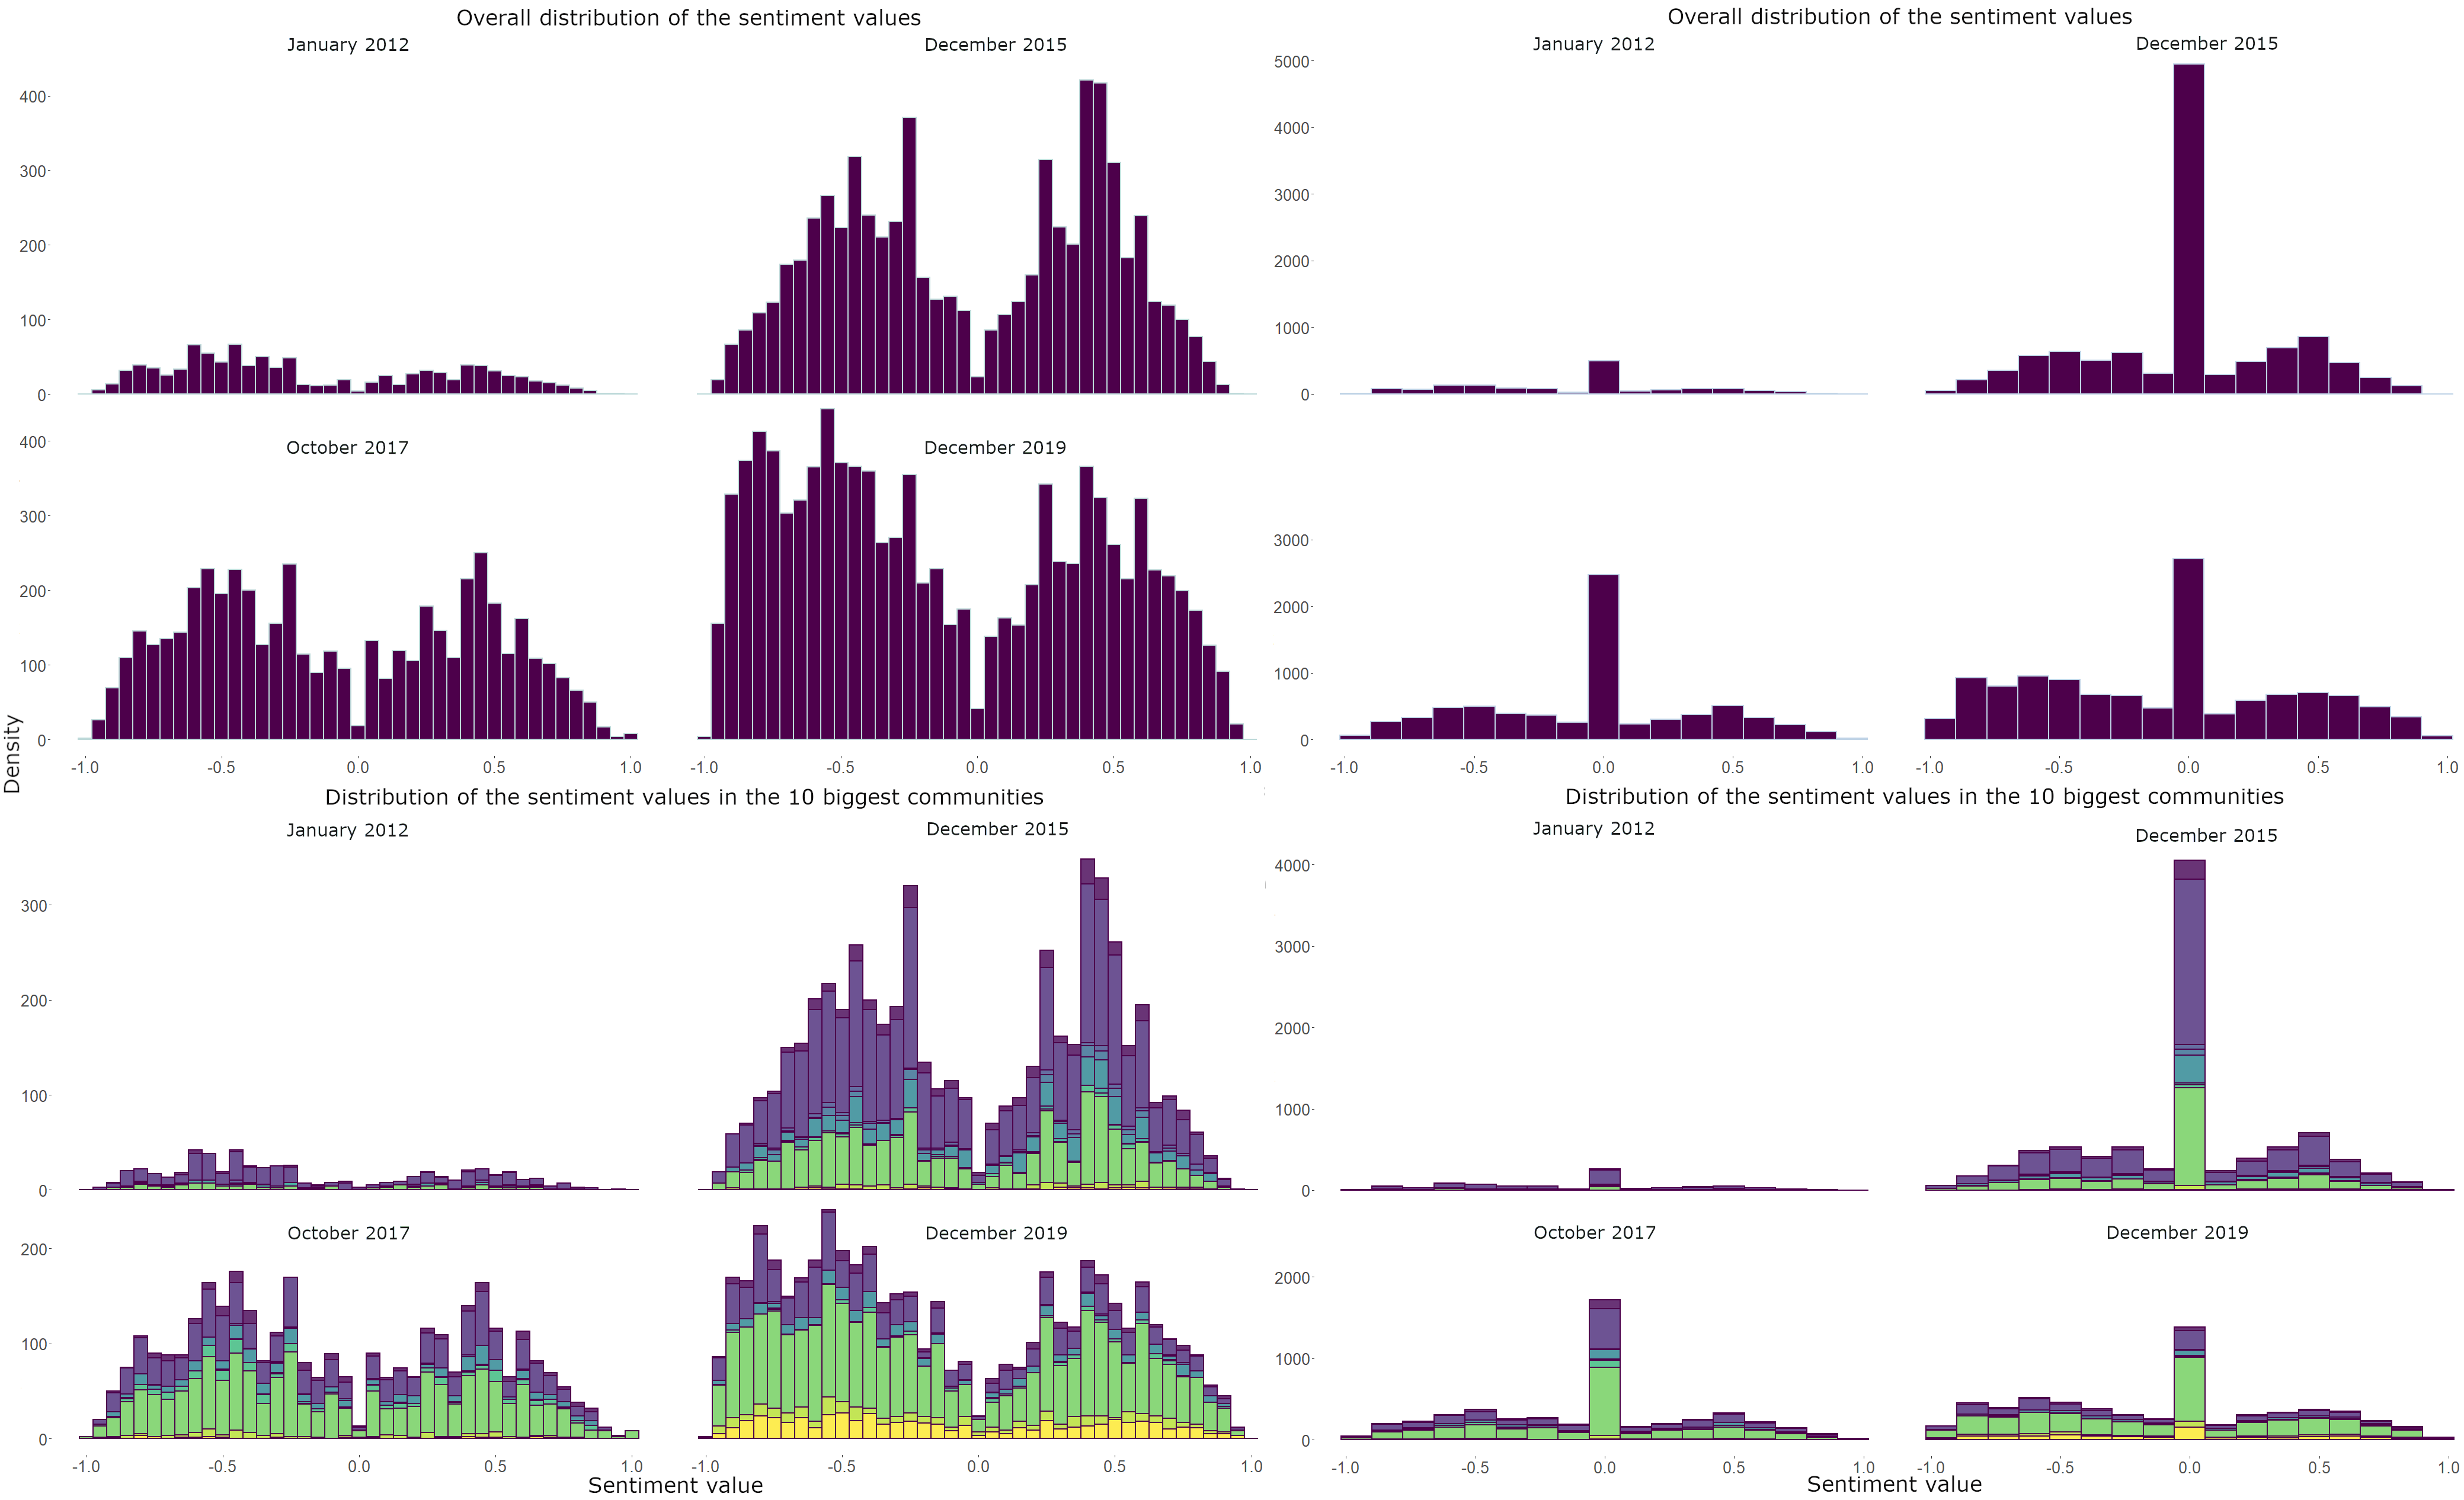 Overall distribution of the sentiment values
January 2012
December 2015
400
300
200
100
0
October 2017
December 2019
400
300
200
100
0
-1.0 -0.5 0.0 0.5 1.0
-1.0 -0.5 0.0 0.5 1.0
Density
Distribution of the sentiment values in the 10 biggest communities
January 2012
December 2015
300
200
100
0
October 2017
December 2019
200
100
0
-1.0 -0.5 0.0 0.5 1.0
-1.0 -0.5 0.0 0.5 1.0
Sentiment value
Overall distribution of the sentiment values
January 2012
December 2015
5000
4000
3000
2000
1000
0
3000
2000
1000
0
-1.0 -0.5 0.0 0.5 1.0
-1.0 -0.5 0.0 0.5 1.0
Distribution of the sentiment values in the 10 biggest communities
January 2012
December 2015
4000
3000
2000
1000
0
October 2017
December 2019
2000
1000
0
-1.0 -0.5 0.0 0.5 1.0
-1.0 -0.5 0.0 0.5 1.0
Sentiment value